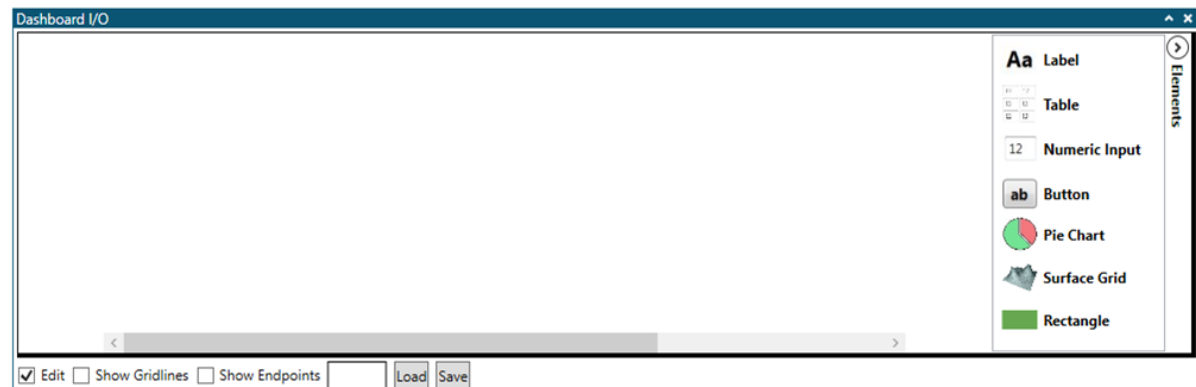 Dashboard I/O
Aa Label
Elements
Table
12 Numeric Input
ab Button
Pie Chart
Surface Grid
Rectangle
Edit Show Gridlines Show Endpoints Load Save